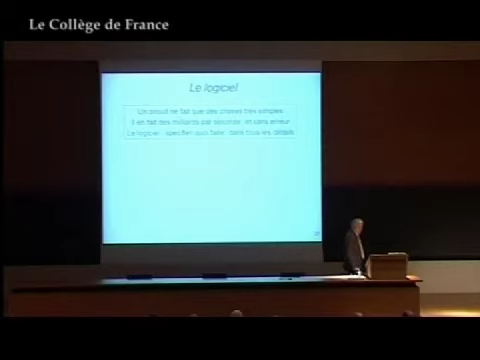 Le Collège de France
Le logiciel
Un circuit ne fait que des choses très simples
Il en fait des milliards par seconde, et sans erreur
Le logiciel : spécifier quoi faire, dans tous les détails